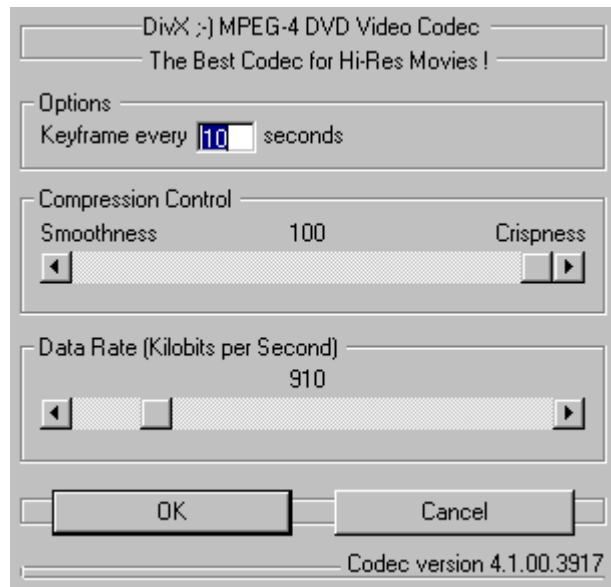 DivX ;-) MPEG-4 DVD Video Codec
The Best Codec for Hi-Res Movies !
Options
Keyframe every 10 seconds
Compression Control
Smoothness 100 Crispness
Data Rate (Kilobits per Second)
910
OK Cancel
Codec version 4.1.00.3917